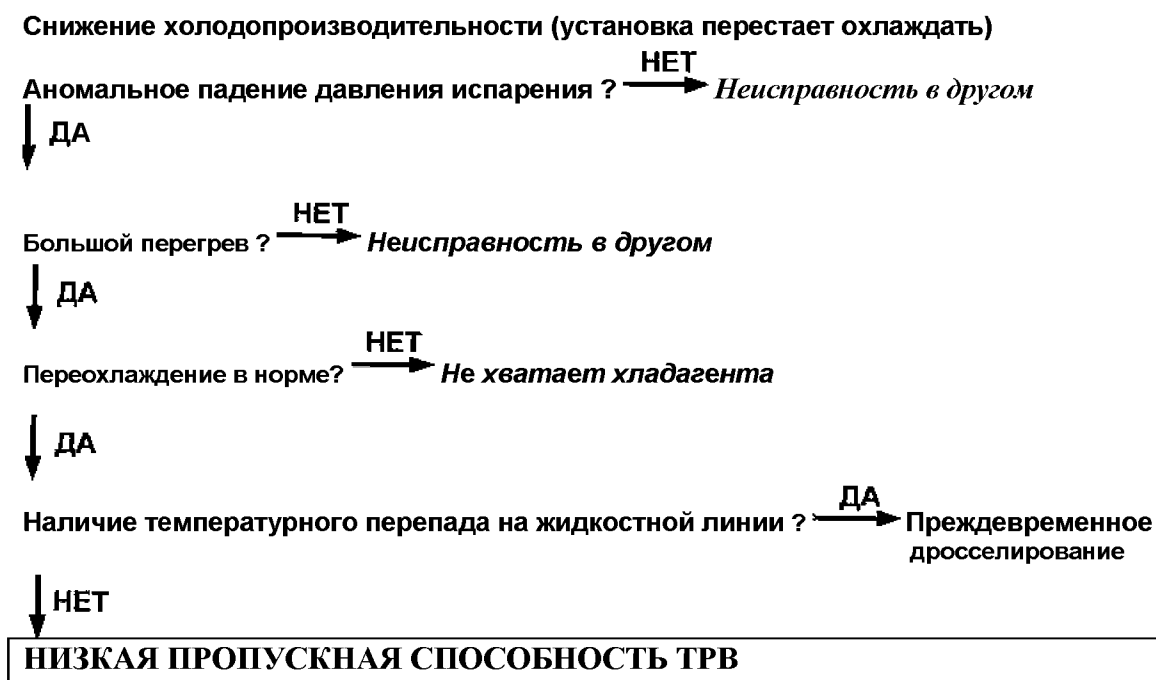 Снижение холодопроизводительности (установка перестает охлаждать)
НЕТ
Аномальное падение давления испарения ? Неисправность в другом
ДА
НЕТ
Большой перегрев ? Неисправность в другом
ДА
НЕТ
Переохлаждение в норме? Не хватает хладагента
ДА
ДА
Наличие температурного перепада на жидкостной линии ? Преждевременное
дросселирование
НЕТ
НИЗКАЯ ПРОПУСКНАЯ СПОСОБНОСТЬ ТРВ